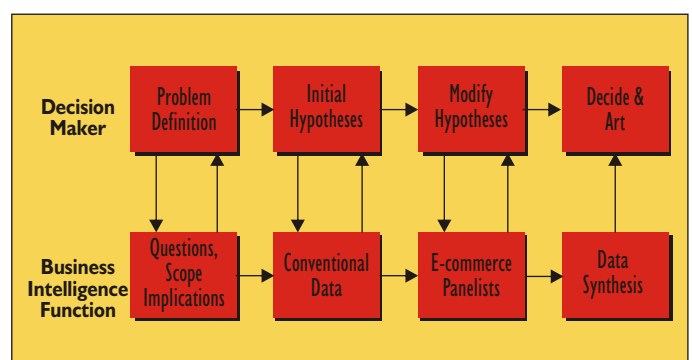 Decision
Maker
Problem
Definition
Initial
Hypotheses
Modify
Hypotheses
Decide &
Art
Business
Intelligence
Function
Questions,
Scope
Implications
Conventional
Data
E-commerce
Panelists
Data
Synthesis